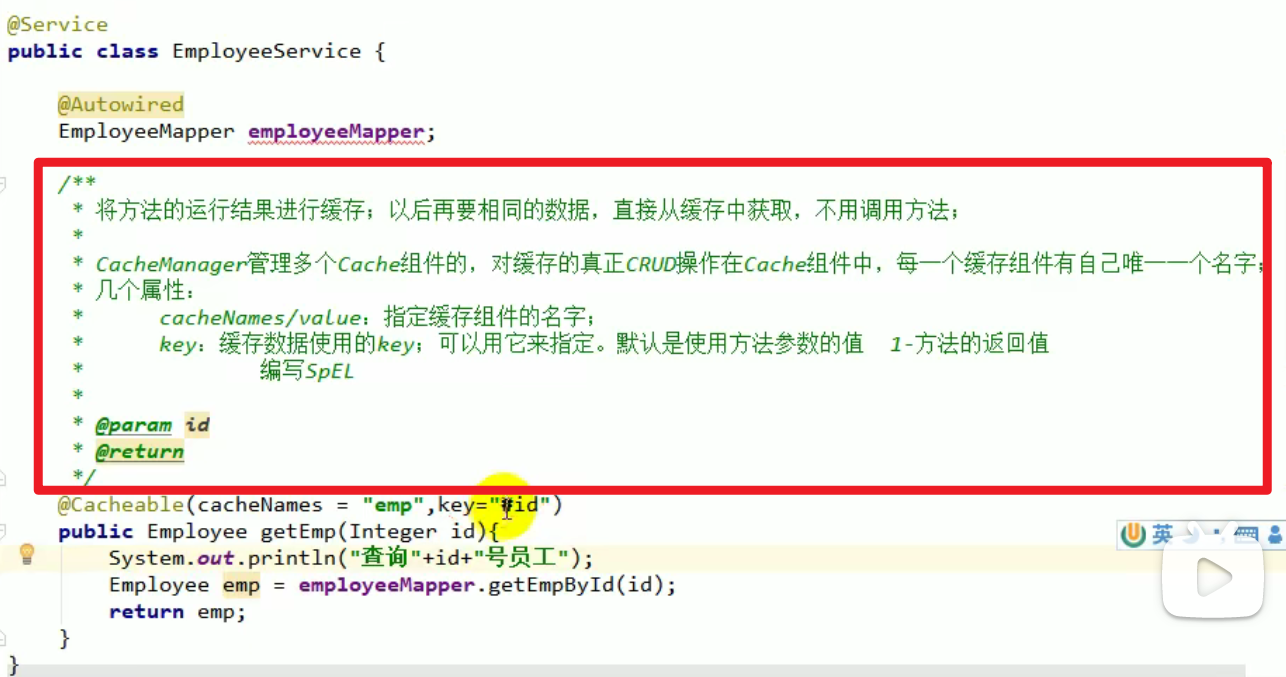 @Service
public class EmployeeService {
@Autowired
EmployeeMapper employeeMapper;
/**
* 将方法的运行结果进行缓存；以后再要相同的数据，直接从缓存中获取，不用调用方法；
*
* CacheManager管理多个Cache组件的，对缓存的真正CRUD操作在Cache组件中，每一个缓存组件有自己唯一一个名字；
* 几个属性：
* cacheNames/value：指定缓存组件的名字；
* key：缓存数据使用的key；可以用它来指定。默认是使用方法参数的值 1-方法的返回值
* 编写SpEL
*
* @param id
* @return
*/
@Cacheable(cacheNames = "emp",key="#id")
public Employee getEmp(Integer id){
System.out.println("查询"+id+"号员工");
Employee emp = employeeMapper.getEmpById(id);
return emp;
}
}
英